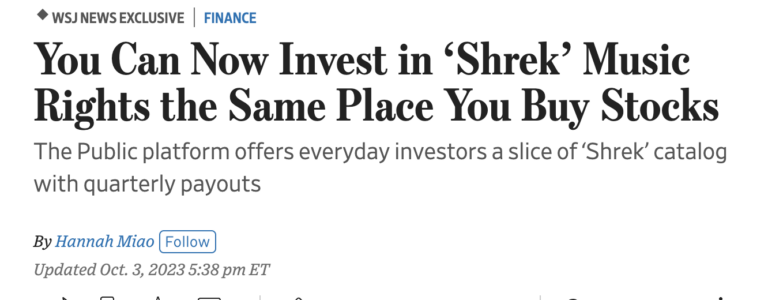 WSJ NEWS EXCLUSIVE | FINANCE
You Can Now Invest in ‘Shrek’ Music
Rights the Same Place You Buy Stocks
The Public platform offers everyday investors a slice of ‘Shrek’ catalog
with quarterly payouts
By Hannah Miao Follow
Updated Oct. 3, 2023 5:38 pm ET